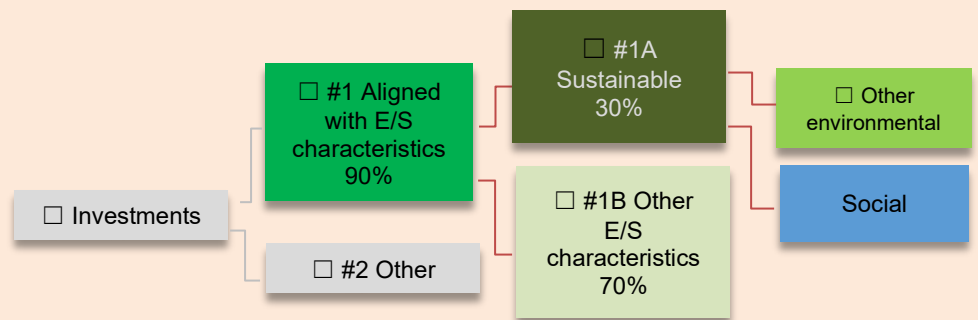 ☐ Investments
☐ #1 Aligned
with E/S
characteristics
90%
☐ #2 Other
☐ #1A
Sustainable
30%
☐ #1B Other
E/S
characteristics
70%
☐ Other
environmental
Social